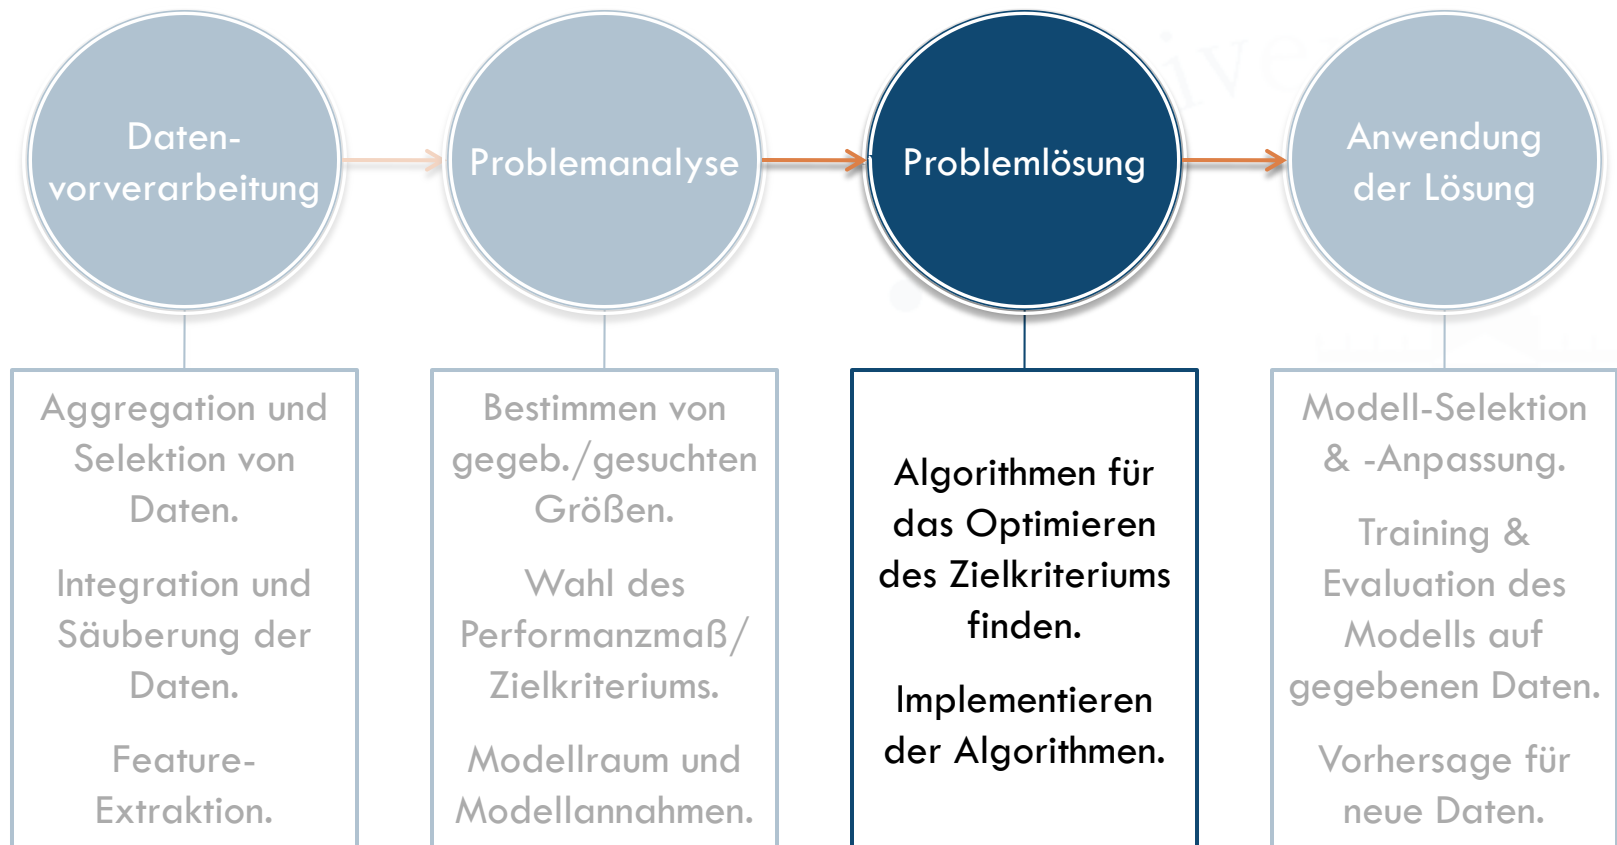 Daten-
vorverarbeitung
Problemanalyse
Problemlösung
Anwendung
der Lösung
Aggregation und
Selektion von
Daten.
Integration und
Säuberung der
Daten.
Feature-
Extraktion.
Bestimmen von
gegeb./gesuchten
Größen.
Wahl des
Performanzmaß/
Zielkriteriums.
Modellraum und
Modellannahmen.
Algorithmen für
das Optimieren
des Zielkriteriums
finden.
Implementieren
der Algorithmen.
Modell-Selektion
& -Anpassung.
Training &
Evaluation des
Modells auf
gegebenen Daten.
Vorhersage für
neue Daten.